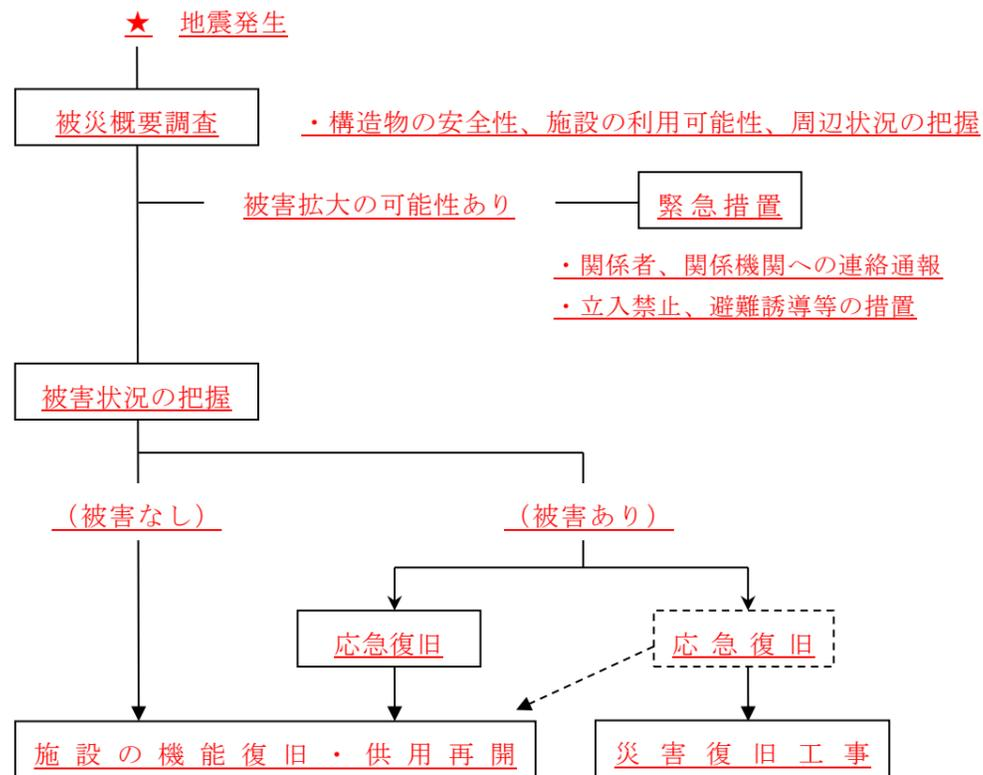 ★ 地震発生
被災概要調査
・構造物の安全性、施設の利用可能性、周辺状況の把握
被害拡大の可能性あり
緊急措置
・関係者、関係機関への連絡通報
・立入禁止、避難誘導等の措置
被害状況の把握
（被害なし）
（被害あり）
応急復旧
応急復旧
施設の機能復旧・供用再開
災害復旧工事